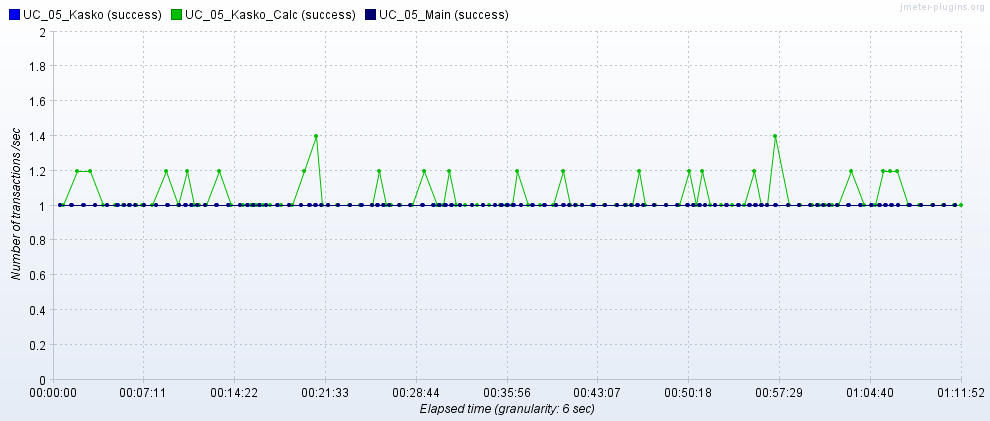 UC_05_Kasko (success) UC_05_Kasko_Calc (success) UC_05_Main (success)
jmeter-plugins.org
2
1.8
1.6
1.4
1.2
1
0.8
0.6
0.4
0.2
0
Number of transactions /sec
00:00:00 00:07:11 00:14:22 00:21:33 00:28:44 00:35:56 00:43:07 00:50:18 00:57:29 01:04:40 01:11:52
Elapsed time (granularity: 6 sec)